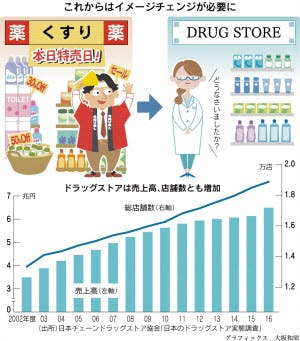 これからはイメージチェンジが必要に
薬 くすり 薬
本日特売日!!
セール
30%Off
TOILET
50%Off
DRUG STORE
どうなさいましたか?
ドラッグストアは売上高、店舗数とも増加
兆円
万店
総店舗数(右軸)
売上高(左軸)
7
6
5
4
3
0
2.0
1.8
1.6
1.4
1.2
0
2002年度 03 04 05 06 07 08 09 10 11 12 13 14 15 16
(出所)日本チェーンドラッグストア協会「日本のドラッグストア実態調査」
グラフィックス 大坂和宏